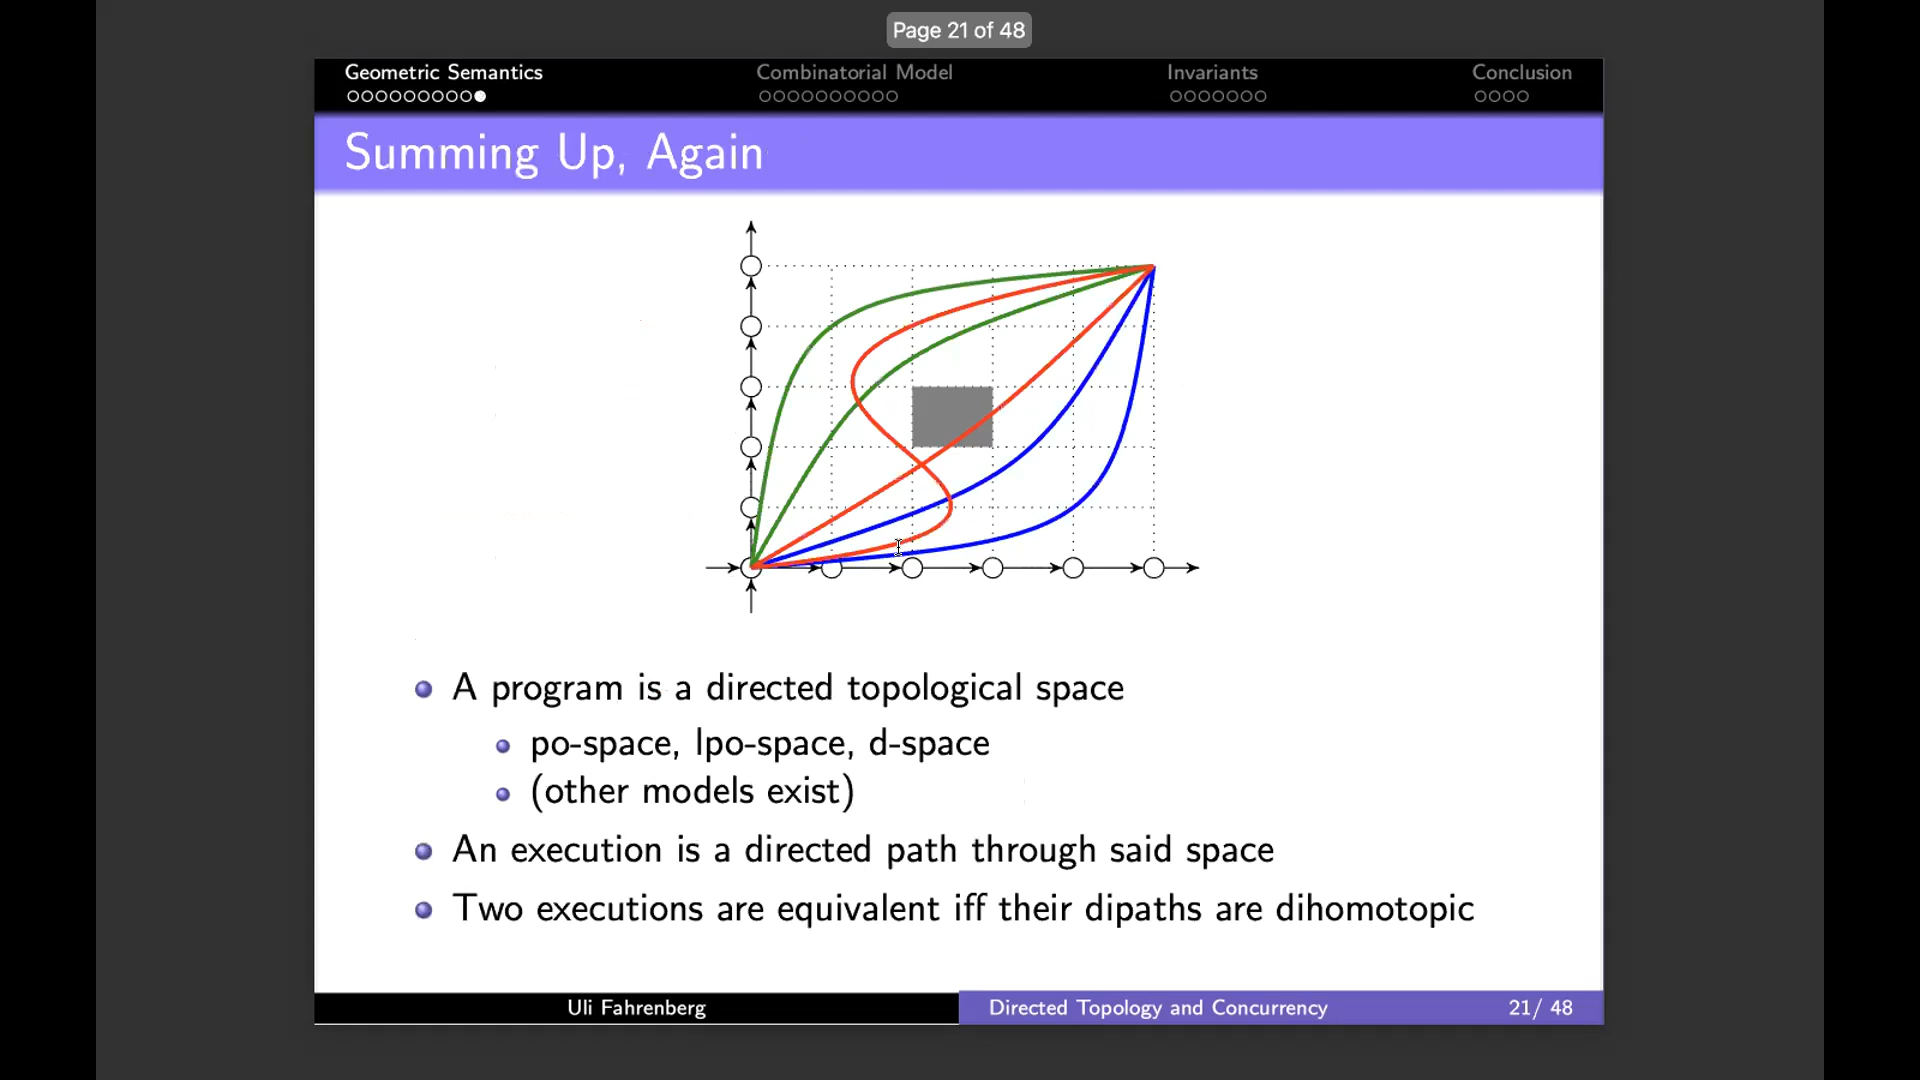 Page 21 of 48
Geometric Semantics Combinatorial Model Invariants Conclusion
Summing Up, Again
A program is a directed topological space
po-space, lpo-space, d-space
(other models exist)
An execution is a directed path through said space
Two executions are equivalent iff their dipaths are dihomotopic
Uli Fahrenberg Directed Topology and Concurrency 21/ 48